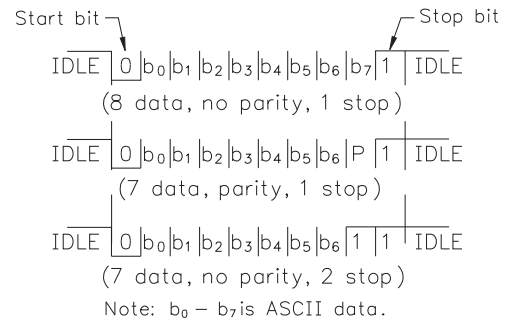 Start bit Stop bit
IDLE 0 b₀ b₁ b₂ b₃ b₄ b₅ b₆ b₇ 1 IDLE
(8 data, no parity, 1 stop)
IDLE 0 b₀ b₁ b₂ b₃ b₄ b₅ b₆ P 1 IDLE
(7 data, parity, 1 stop)
IDLE 0 b₀ b₁ b₂ b₃ b₄ b₅ b₆ 1 1 IDLE
(7 data, no parity, 2 stop)
Note: b₀ – b₇ is ASCII data.